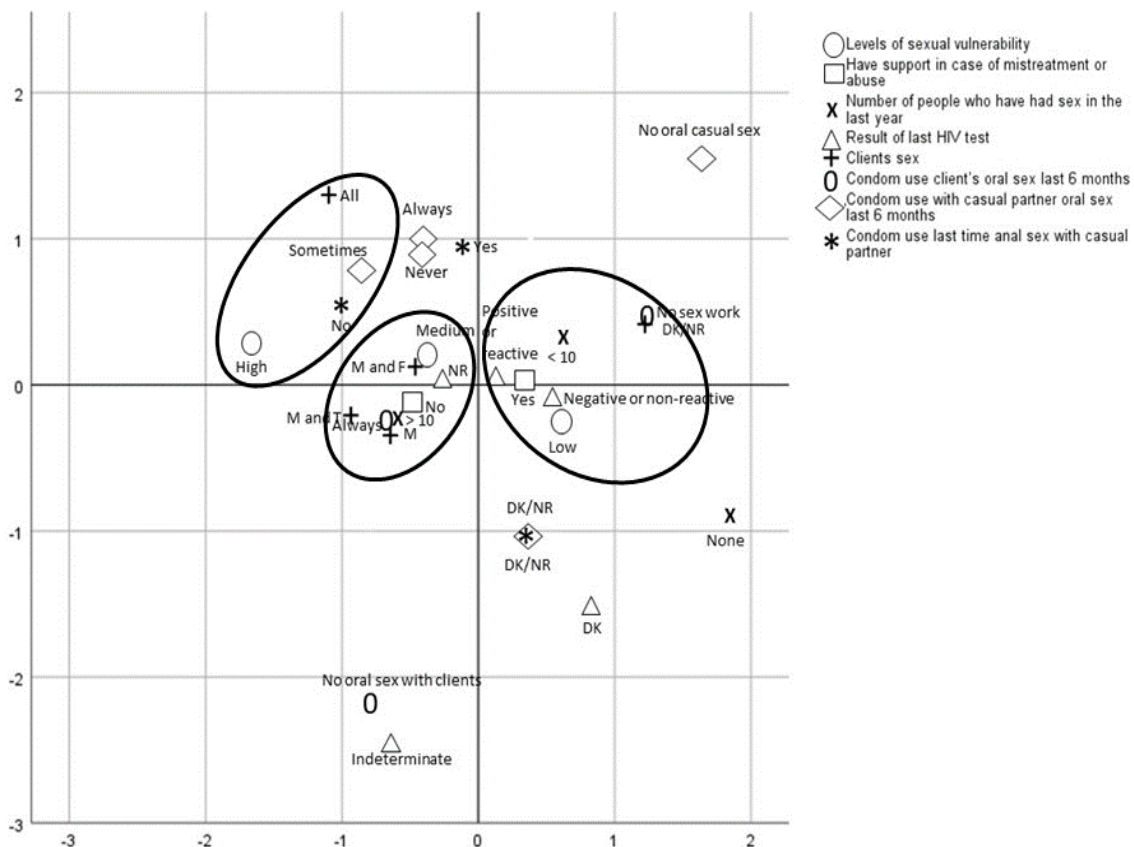 Levels of sexual vulnerability
Have support in case of mistreatment or
abuse
Number of people who have had sex in the
last year
Result of last HIV test
Clients sex
Condom use client's oral sex last 6 months
Condom use with casual partner oral sex
last 6 months
Condom use last time anal sex with casual
partner
2
1
0
-1
-2
-3
-3
-2
-1
0
1
2
No oral casual sex
All
Always
Sometimes
Yes
Never
No
High
Positive
or
reactive
Medium
M and F
NR
No
M and T
Always
> 10
M
No sex work
DK/NR
< 10
Yes
Negative or non-reactive
Low
DK/NR
DK/NR
None
DK
No oral sex with clients
Indeterminate